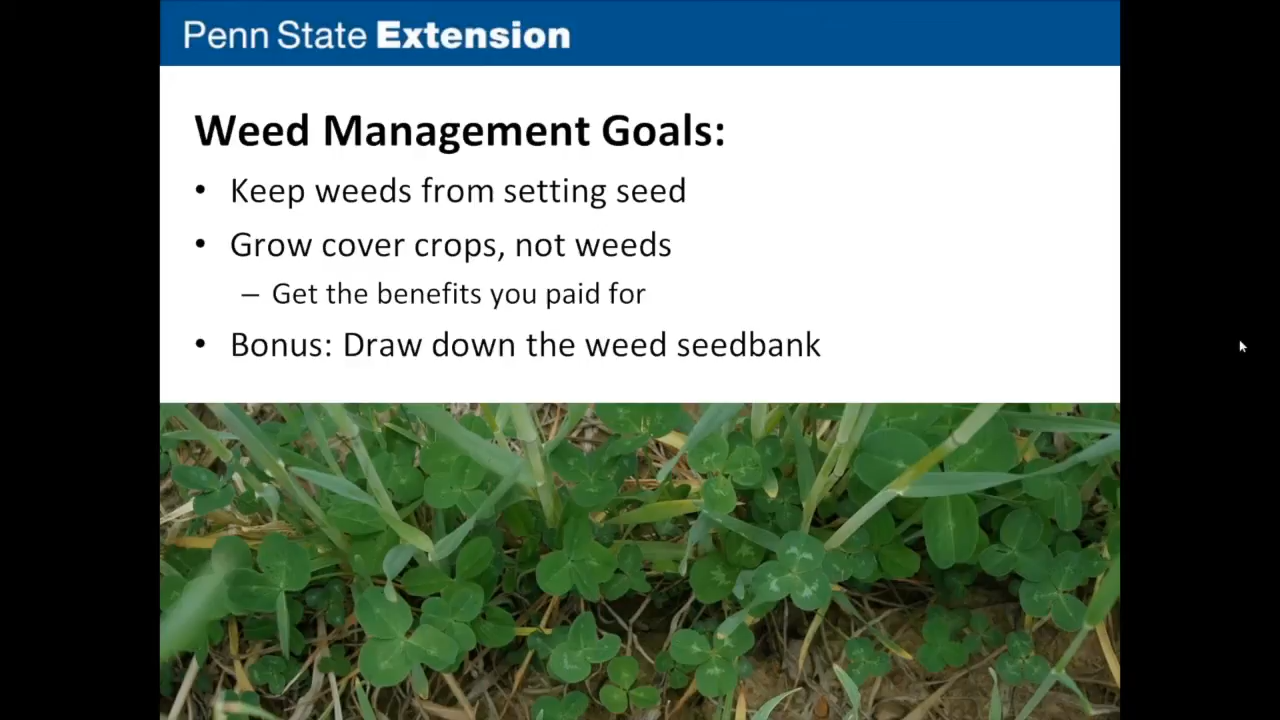 Penn State Extension
Weed Management Goals:
• Keep weeds from setting seed
• Grow cover crops, not weeds
– Get the benefits you paid for
• Bonus: Draw down the weed seedbank